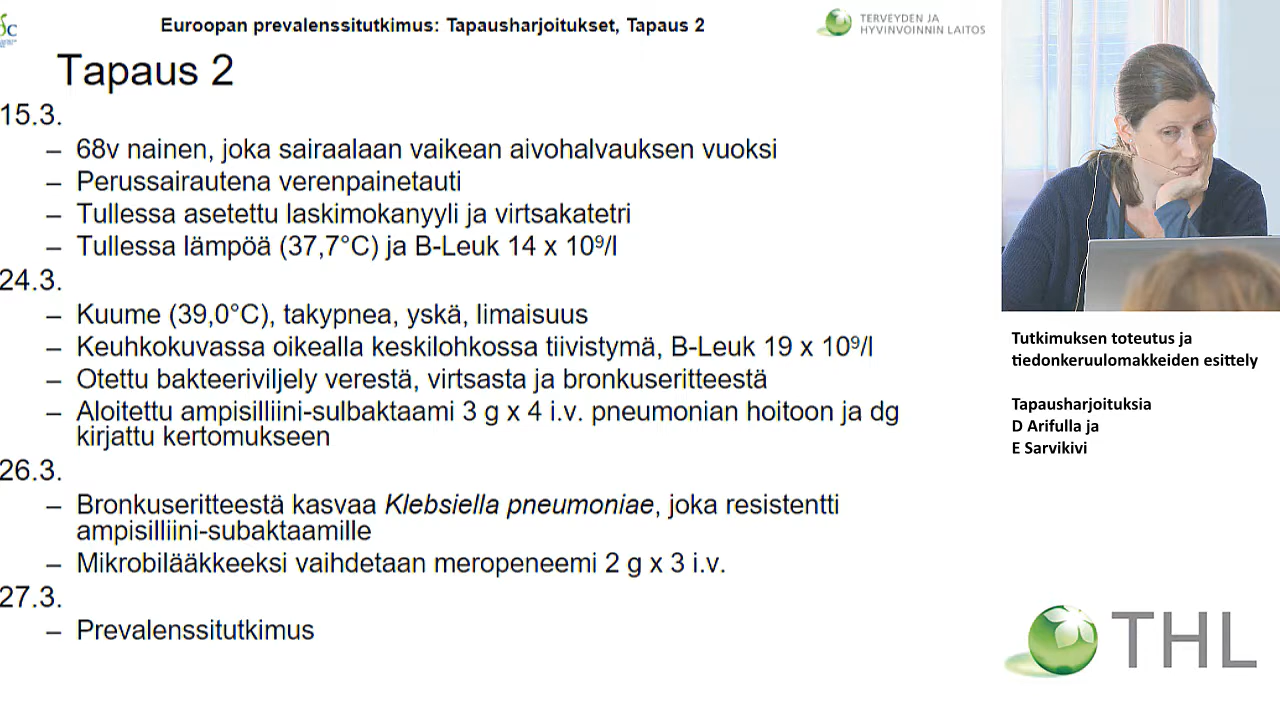 Euroopan prevalenssitutkimus: Tapausharjoitukset, Tapaus 2
TERVEYDEN JA
HYVINVOINNIN LAITOS
Tapaus 2
15.3.
– 68v nainen, joka sairaalaan vaikean aivohalvauksen vuoksi
– Perussairautena verenpainetauti
– Tullessa asetettu laskimokanyyli ja virtsakatetri
– Tullessa lämpöä (37,7°C) ja B-Leuk 14 x 10⁹/l
24.3.
– Kuume (39,0°C), takypnea, yskä, limaisuus
– Keuhkokuvassa oikealla keskilohkossa tiivistymä, B-Leuk 19 x 10⁹/l
– Otettu bakteeriviljely verestä, virtsasta ja bronkuseritteestä
– Aloitettu ampisilliini-sulbaktaami 3 g x 4 i.v. pneumonian hoitoon ja dg
kirjattu kertomukseen
26.3.
– Bronkuseritteestä kasvaa Klebsiella pneumoniae, joka resistentti
ampisilliini-subaktaamille
– Mikrobilääkkeeksi vaihdetaan meropeneemi 2 g x 3 i.v.
27.3.
– Prevalenssitutkimus
Tutkimuksen toteutus ja
tiedonkeruulomakkeiden esittely
Tapausharjoituksia
D Arifulla ja
E Sarvikivi
THL